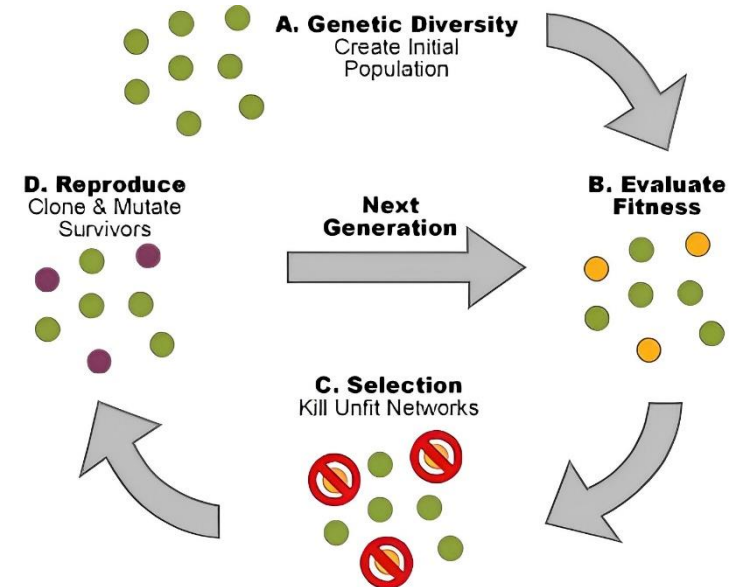 A. Genetic Diversity
Create Initial
Population
D. Reproduce
Clone & Mutate
Survivors
Next
Generation
B. Evaluate
Fitness
C. Selection
Kill Unfit Networks